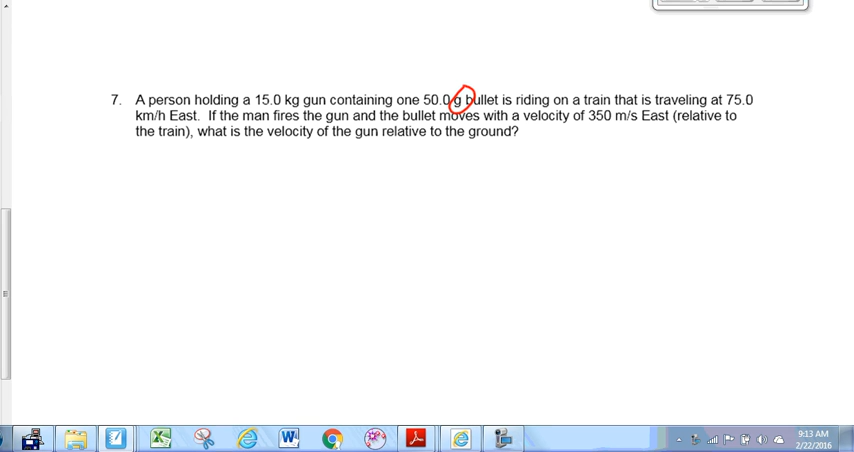 7. A person holding a 15.0 kg gun containing one 50.0 g bullet is riding on a train that is traveling at 75.0
km/h East. If the man fires the gun and the bullet moves with a velocity of 350 m/s East (relative to
the train), what is the velocity of the gun relative to the ground?
9:13 AM
2/22/2016